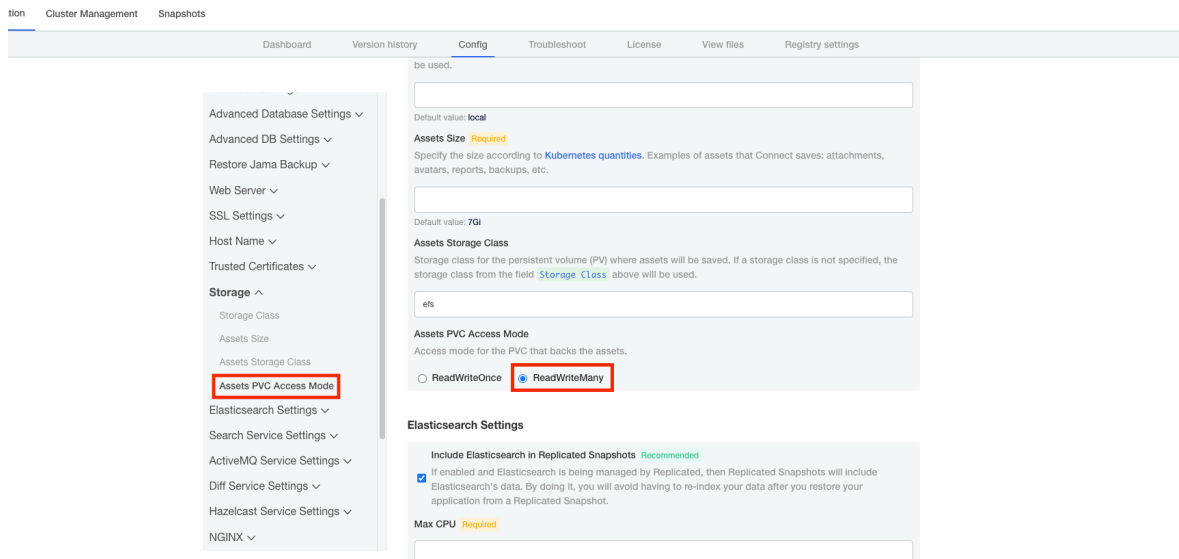 tion Cluster Management Snapshots
Dashboard Version history Config Troubleshoot License View files Registry settings
Advanced Database Settings
Advanced DB Settings
Restore Jama Backup
Web Server
SSL Settings
Host Name
Trusted Certificates
Storage
Storage Class
Assets Size
Assets Storage Class
Assets PVC Access Mode
Elasticsearch Settings
Search Service Settings
ActiveMQ Service Settings
Diff Service Settings
Hazelcast Service Settings
NGINX
be used.
Default value: local
Assets Size Required
Specify the size according to Kubernetes quantities. Examples of assets that Connect saves: attachments,
avatars, reports, backups, etc.
Default value: 7Gi
Assets Storage Class
Storage class for the persistent volume (PV) where assets will be saved. If a storage class is not specified, the
storage class from the field Storage Class above will be used.
efs
Assets PVC Access Mode
Access mode for the PVC that backs the assets.
ReadWriteOnce ReadWriteMany
Elasticsearch Settings
Include Elasticsearch in Replicated Snapshots Recommended
If enabled and Elasticsearch is being managed by Replicated, then Replicated Snapshots will include
Elasticsearch's data. By doing it, you will avoid having to re-index your data after you restore your
application from a Replicated Snapshot.
Max CPU Required